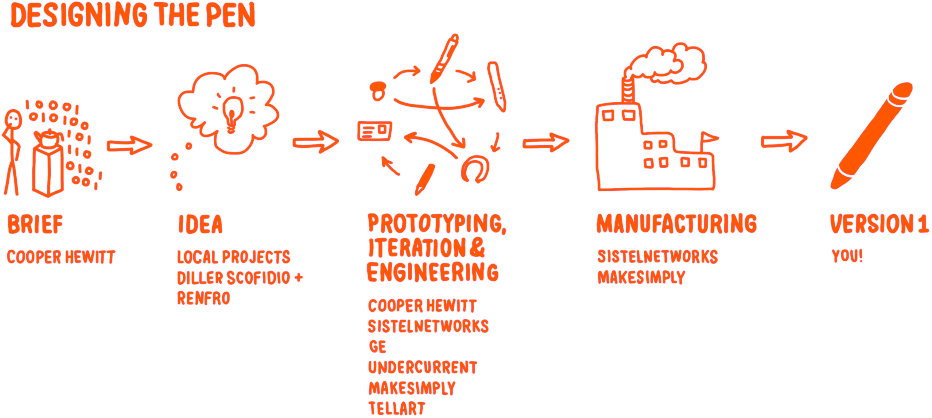 DESIGNING THE PEN
10001
BRIEF
COOPER HEWITT
IDEA
LOCAL PROJECTS
DILLER SCOFIDIO +
RENFRO
PROTOTYPING,
ITERATION &
ENGINEERING
COOPER HEWITT
SISTELNETWORKS
GE
UNDERCURRENT
MAKESIMPLY
TELLART
MANUFACTURING
SISTELNETWORKS
MAKESIMPLY
VERSION 1
YOU!